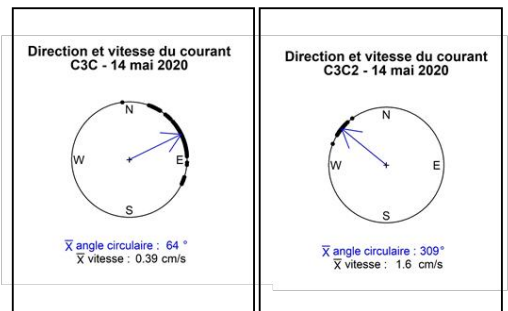 Direction et vitesse du courant
C3C - 14 mai 2020
N
W
E
S
X̅ angle circulaire : 64 °
X̅ vitesse : 0.39 cm/s
Direction et vitesse du courant
C3C2 - 14 mai 2020
N
W
E
S
X̅ angle circulaire : 309°
X̅ vitesse : 1.6 cm/s